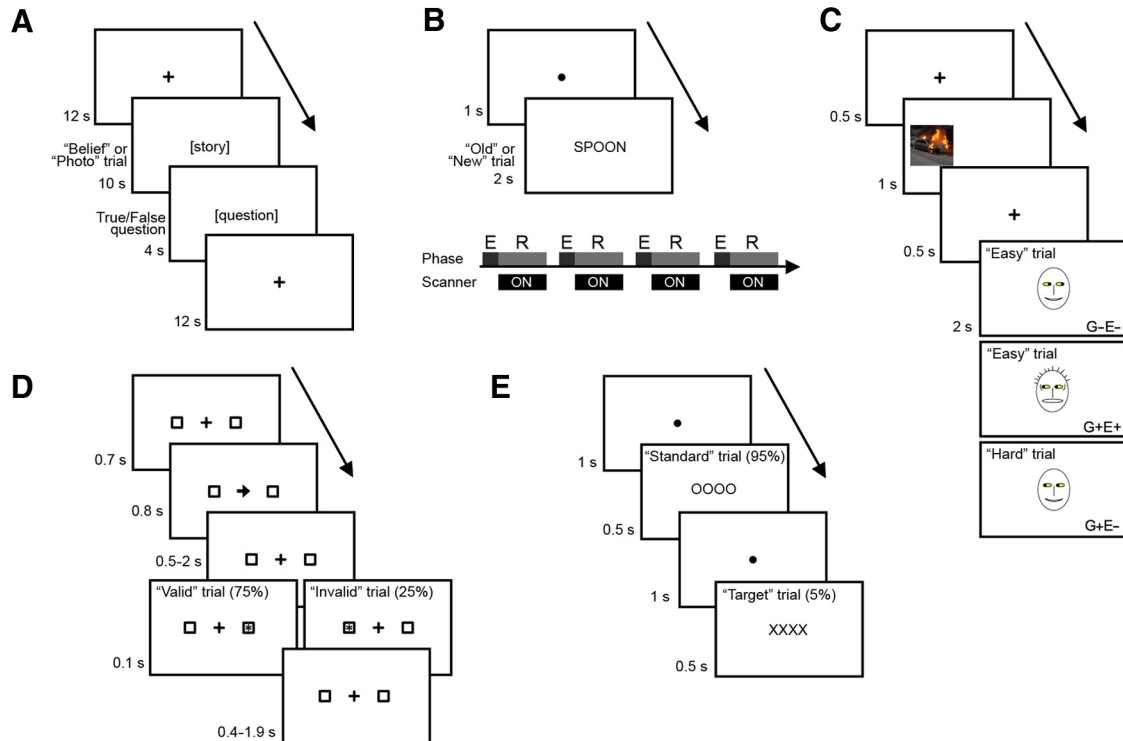 A
12 s
“Belief” or
“Photo” trial
10 s
[story]
True/False
question
4 s
[question]
12 s
B
1 s
“Old” or
“New” trial
2 s
SPOON
E R E R E R E R
Phase
Scanner ON ON ON ON
C
0.5 s
1 s
0.5 s
“Easy” trial
2 s
G–E–
“Easy” trial
G+E+
“Hard” trial
G+E–
D
0.7 s
0.8 s
0.5–2 s
“Valid” trial (75%) “Invalid” trial (25%)
0.1 s
0.4–1.9 s
E
1 s
“Standard” trial (95%)
OOOO
0.5 s
1 s
“Target” trial (5%)
XXXX
0.5 s